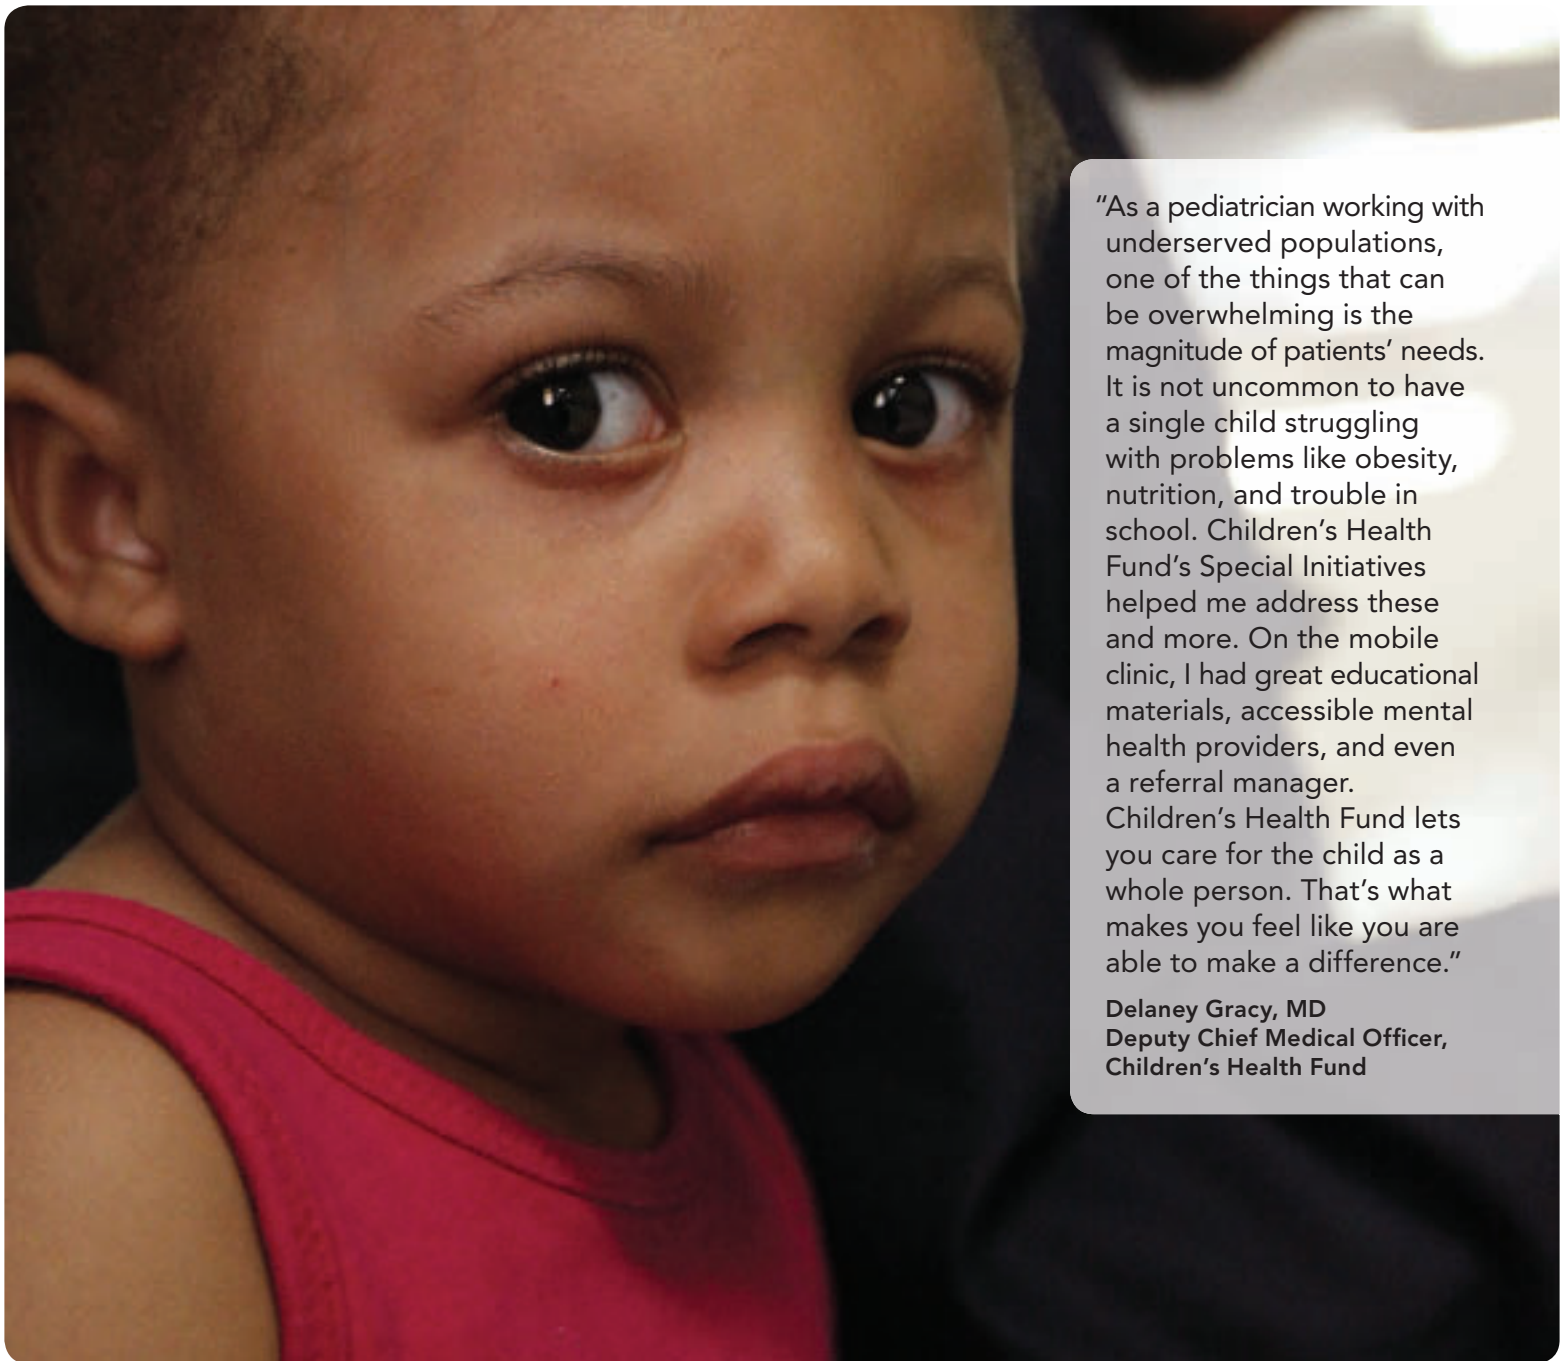 “As a pediatrician working with
underserved populations,
one of the things that can
be overwhelming is the
magnitude of patients’ needs.
It is not uncommon to have
a single child struggling
with problems like obesity,
nutrition, and trouble in
school. Children’s Health
Fund’s Special Initiatives
helped me address these
and more. On the mobile
clinic, I had great educational
materials, accessible mental
health providers, and even
a referral manager.
Children’s Health Fund lets
you care for the child as a
whole person. That’s what
makes you feel like you are
able to make a difference.”
Delaney Gracy, MD
Deputy Chief Medical Officer,
Children’s Health Fund